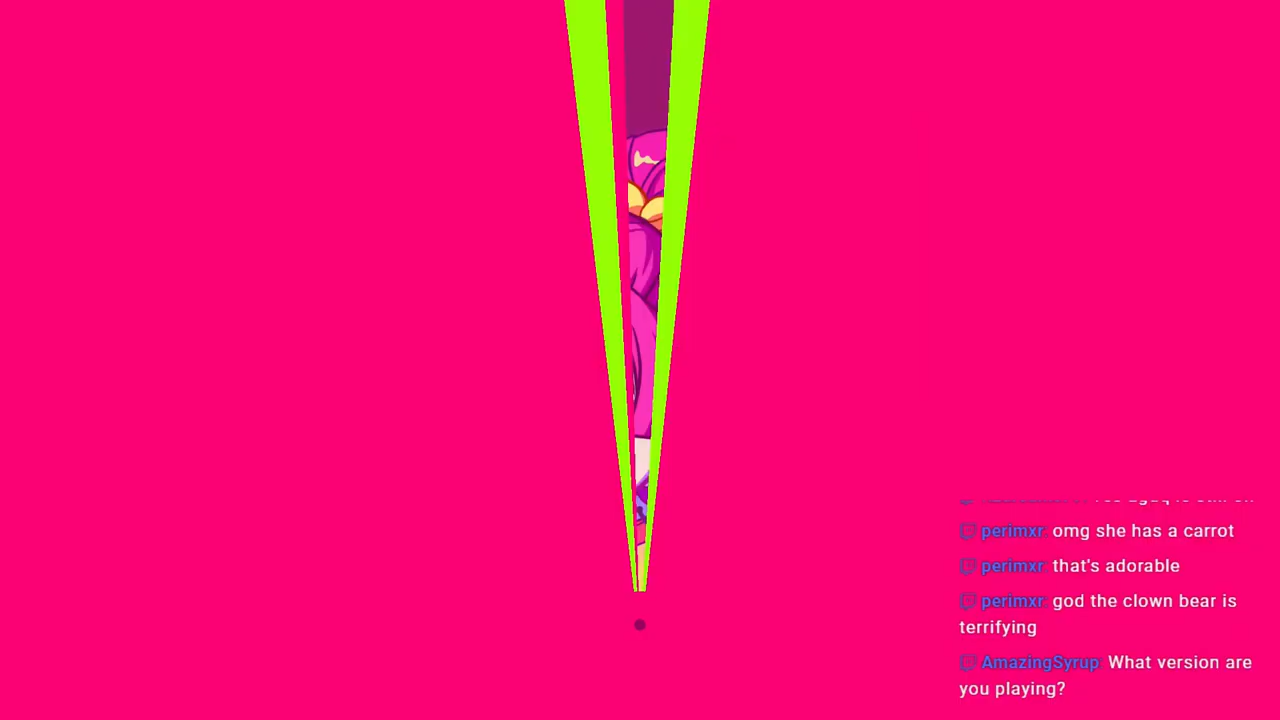 perimxr: omg she has a carrot
perimxr: that's adorable
perimxr: god the clown bear is
terrifying
AmazingSyrup: What version are
you playing?